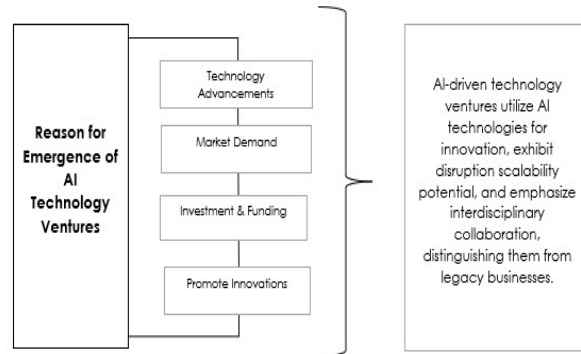 Reason for
Emergence of
AI
Technology
Ventures
Technology
Advancements
Market Demand
Investment & Funding
Promote Innovations
AI-driven technology
ventures utilize AI
technologies for
innovation, exhibit
disruption scalability
potential, and emphasize
interdisciplinary
collaboration,
distinguishing them from
legacy businesses.